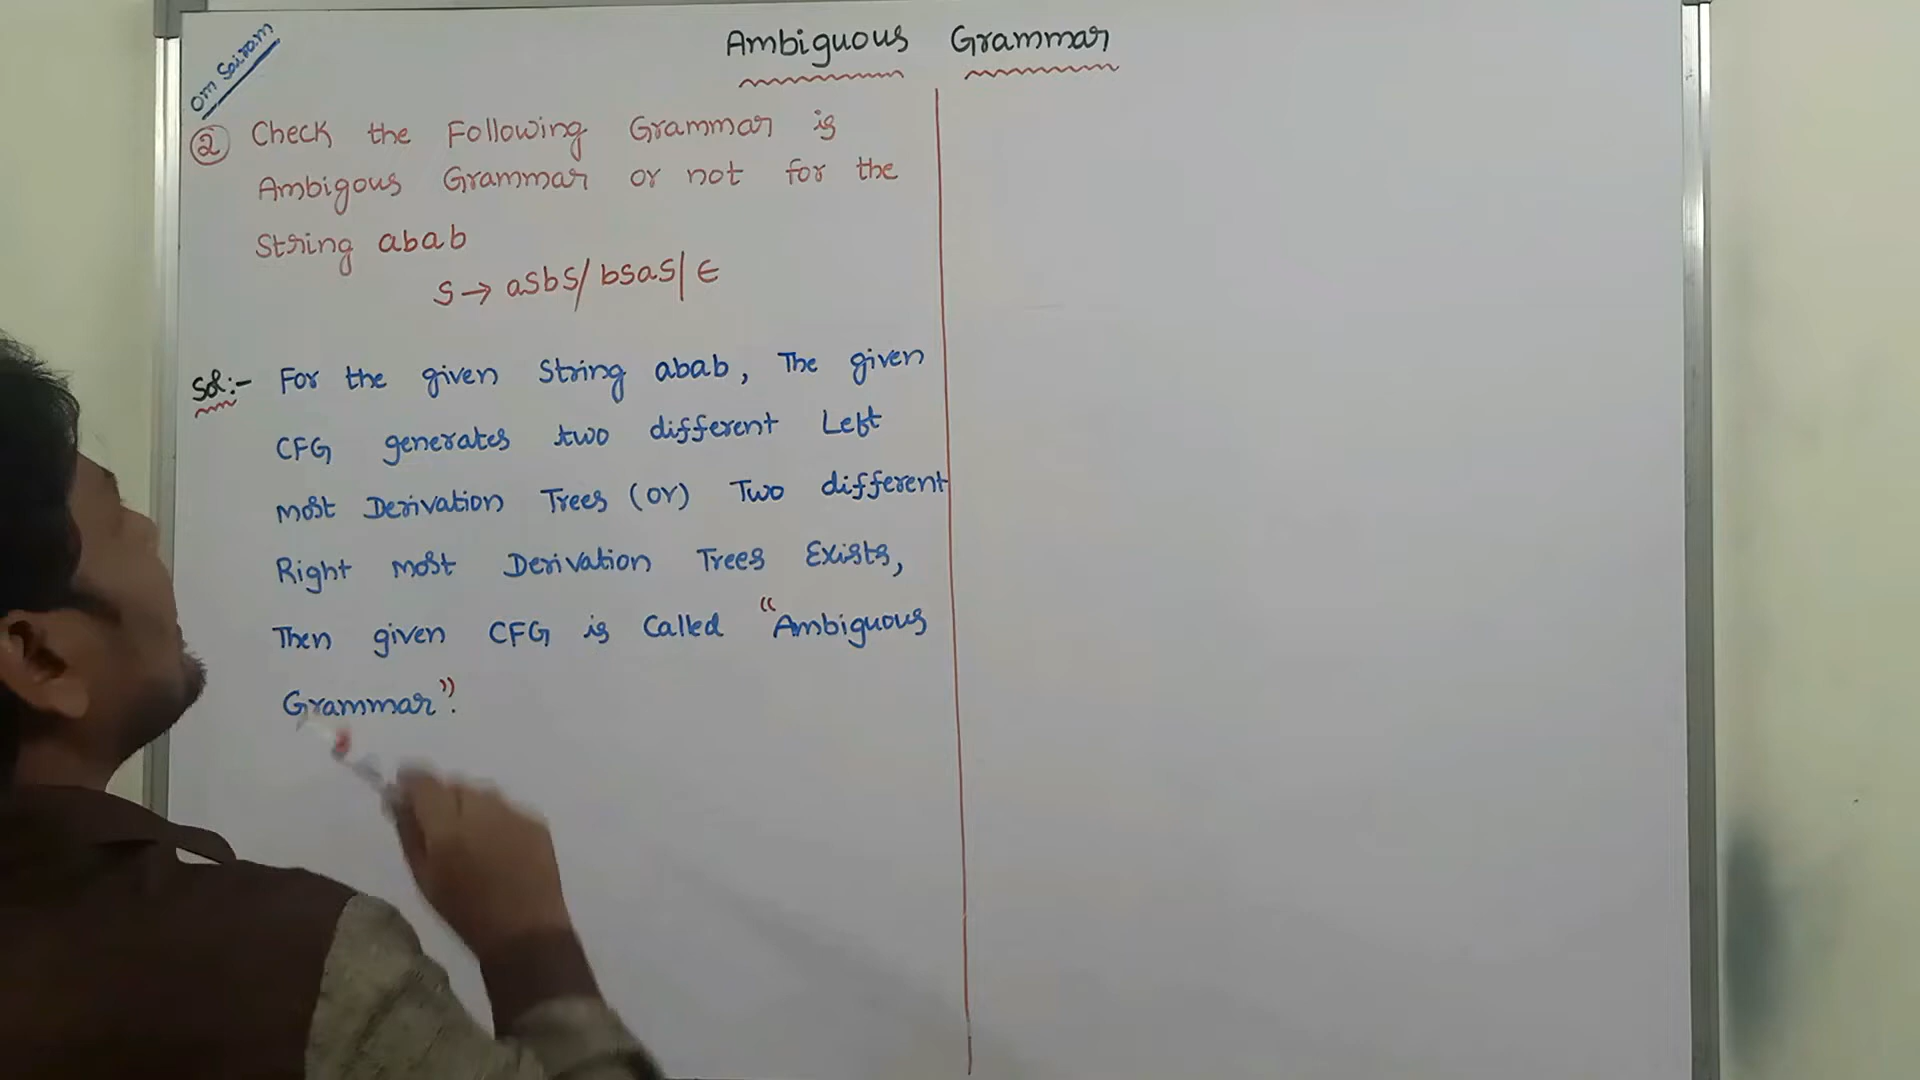 Om Sairam
Ambiguous Grammar
② Check the Following Grammar is
Ambigous Grammar or not for the
String abab
S → aSbS/ bSaS| ∈
Sol:- For the given String abab, The given
CFG generates two different Left
most Derivation Trees (or) Two different
Right most Derivation Trees Exists,
Then given CFG is Called "Ambiguous
Grammar".